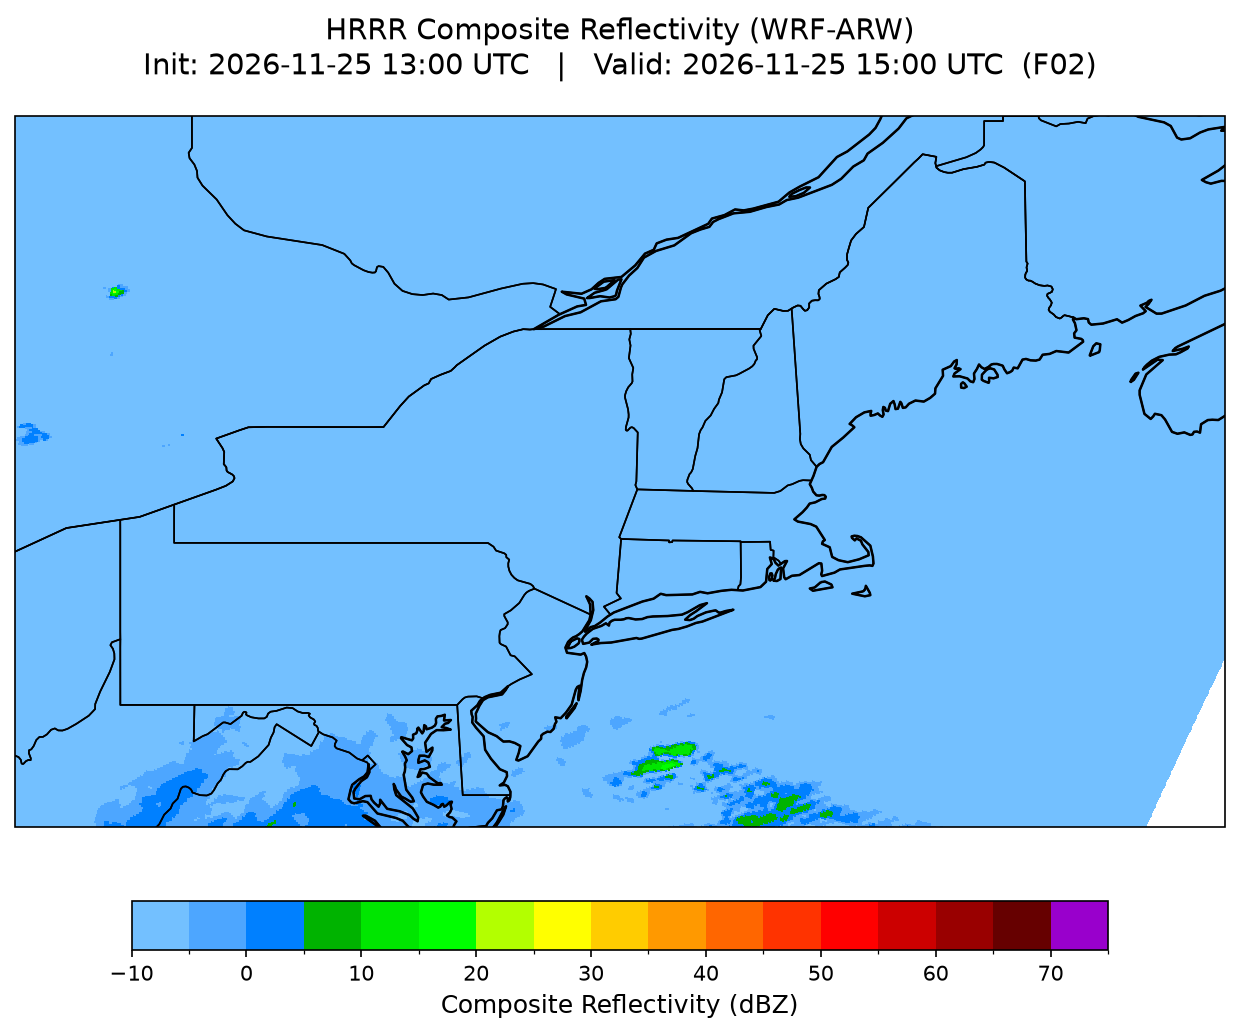 HRRR Composite Reflectivity (WRF-ARW)
Init: 2026-11-25 13:00 UTC | Valid: 2026-11-25 15:00 UTC (F02)
−10 0 10 20 30 40 50 60 70
Composite Reflectivity (dBZ)